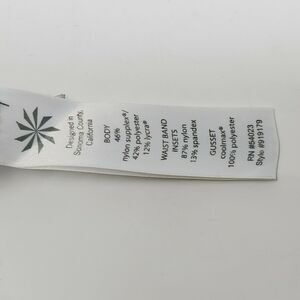 Designed in
Sonoma County,
California
BODY
46%
nylon supplex®/
42% polyester
12% lycra®
WAIST BAND
INSETS
87% nylon
13% spandex
GUSSET
coolmax®
100% polyester
RN #54023
Style #919179